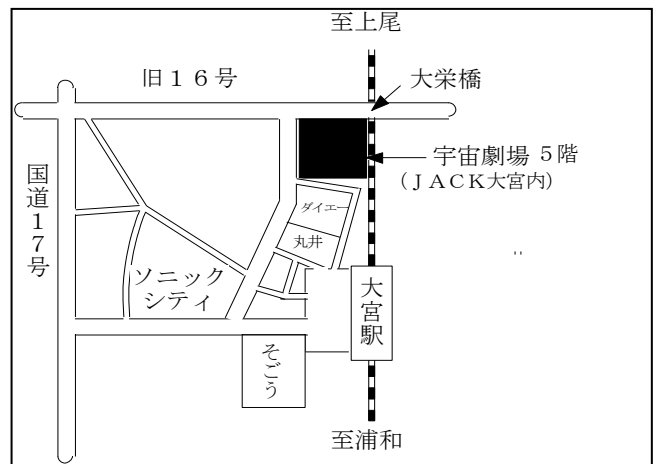 至上尾
旧１６号
大栄橋
宇宙劇場 ５階
（ＪＡＣＫ大宮内）
国道１７号
ダイエー
丸井
ソニック
シティ
大宮駅
そごう
至浦和